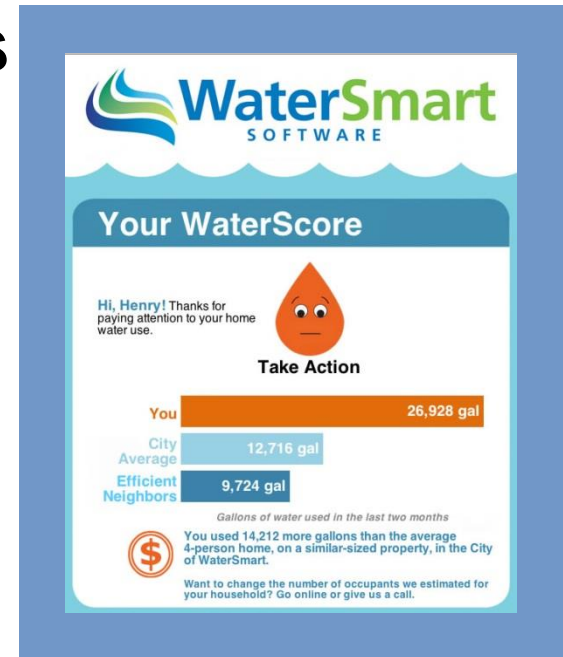 s
WaterSmart
SOFTWARE
Your WaterScore
Hi, Henry! Thanks for
paying attention to your home
water use.
Take Action
You 26,928 gal
City
Average
12,716 gal
Efficient
Neighbors
9,724 gal
Gallons of water used in the last two months
$
You used 14,212 more gallons than the average
4-person home, on a similar-sized property, in the City
of WaterSmart.
Want to change the number of occupants we estimated for
your household? Go online or give us a call.